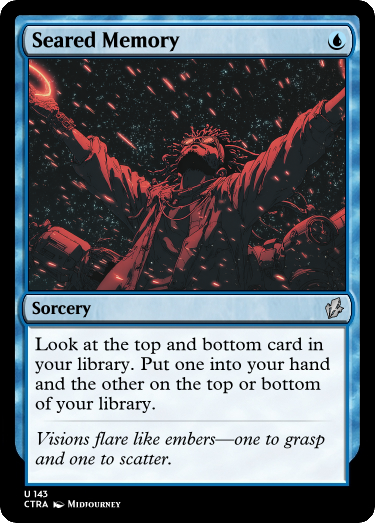 Seared Memory
Sorcery
Look at the top and bottom card in
your library. Put one into your hand
and the other on the top or bottom
of your library.
Visions flare like embers—one to grasp
and one to scatter.
U 143
CTRA Midjourney